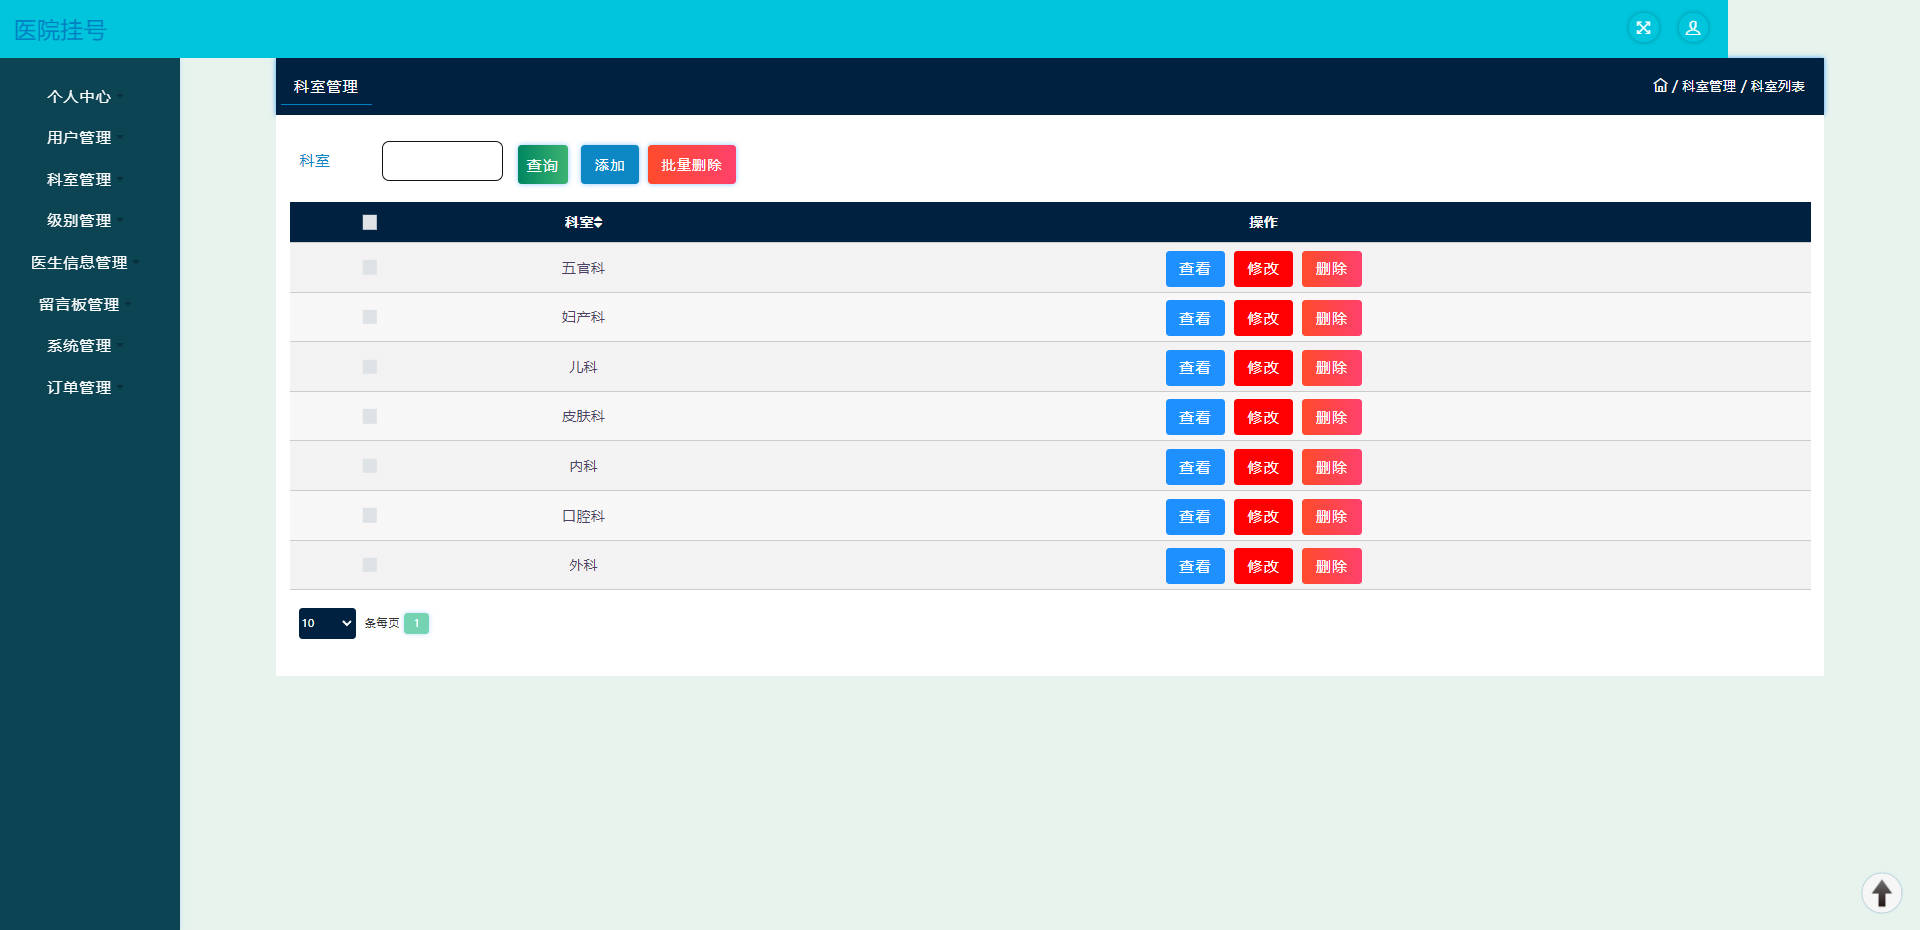 医院挂号
个人中心
用户管理
科室管理
级别管理
医生信息管理
留言板管理
系统管理
订单管理
科室管理
/ 科室管理 / 科室列表
科室 查询 添加 批量删除
科室 操作
五官科 查看 修改 删除
妇产科 查看 修改 删除
儿科 查看 修改 删除
皮肤科 查看 修改 删除
内科 查看 修改 删除
口腔科 查看 修改 删除
外科 查看 修改 删除
10 条每页 1